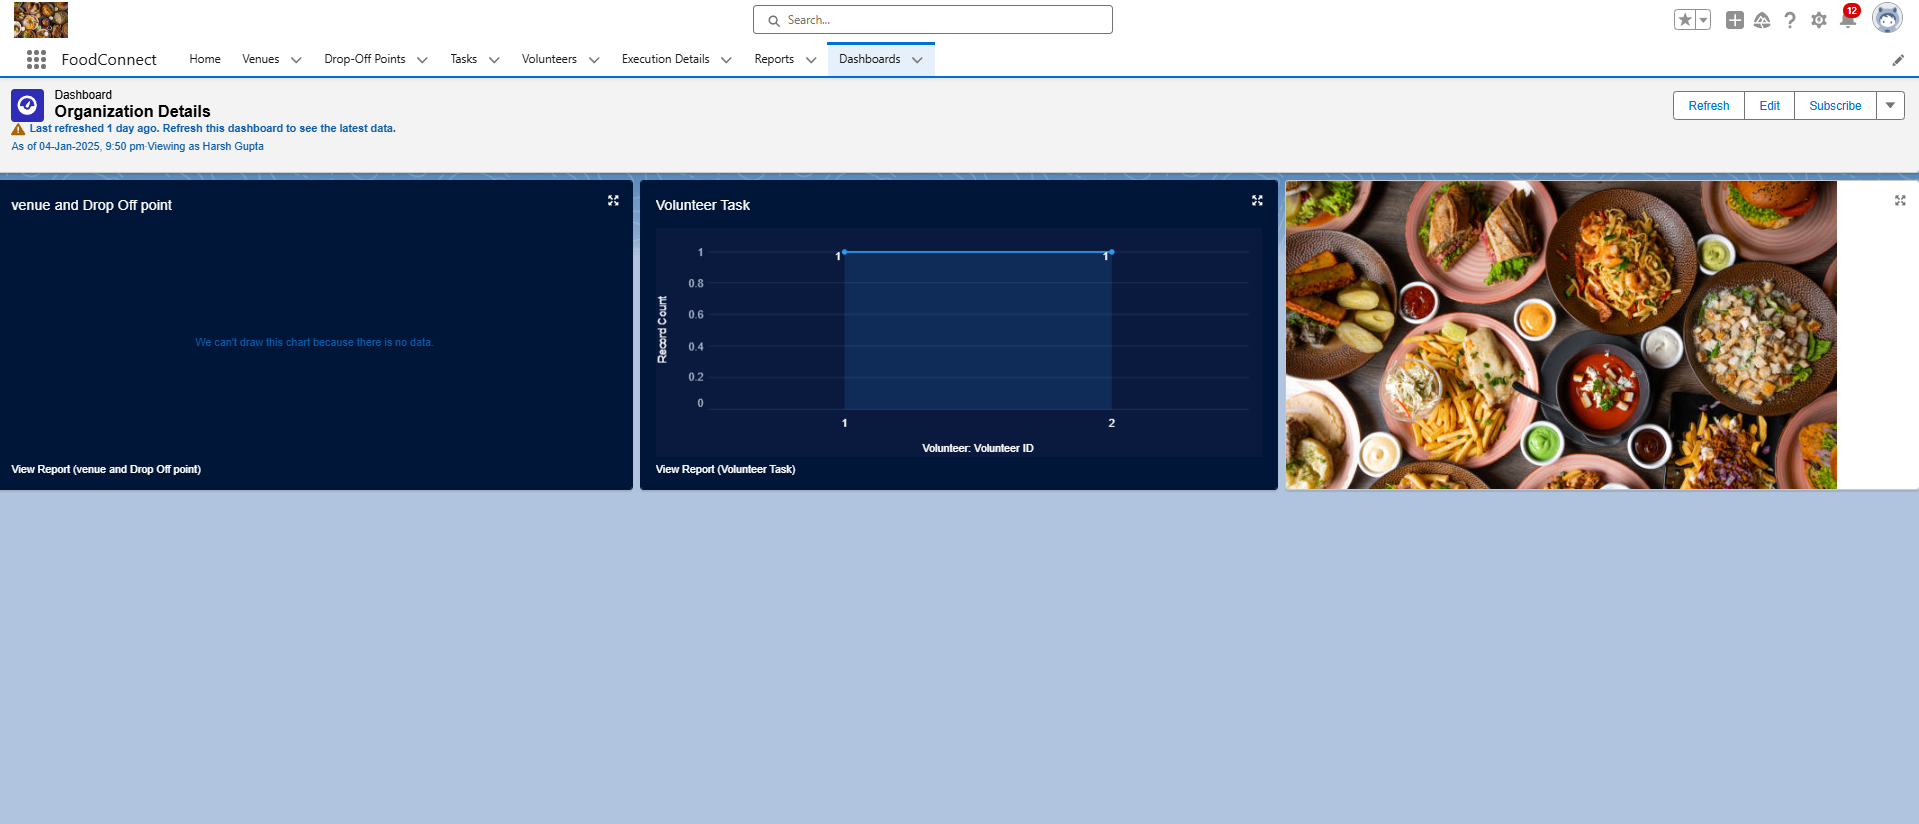 Search...
12
FoodConnect
Home
Venues
Drop-Off Points
Tasks
Volunteers
Execution Details
Reports
Dashboards
Dashboard
Organization Details
Last refreshed 1 day ago. Refresh this dashboard to see the latest data.
As of 04-Jan-2025, 9:50 pm·Viewing as Harsh Gupta
Refresh
Edit
Subscribe
venue and Drop Off point
We can't draw this chart because there is no data.
View Report (venue and Drop Off point)
Volunteer Task
Record Count
1
0.8
0.6
0.4
0.2
0
1
1
1
2
Volunteer: Volunteer ID
View Report (Volunteer Task)